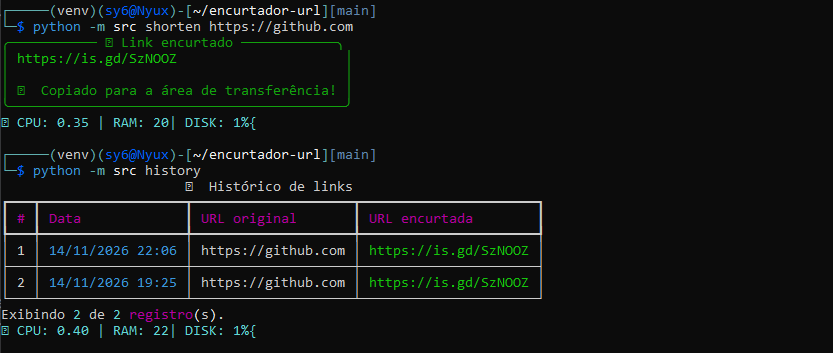 (venv)(sy6@Nyux)-[~/encurtador-url][main]
$ python -m src shorten https://github.com
Link encurtado
https://is.gd/SzNOOZ
Copiado para a área de transferência!
CPU: 0.35 | RAM: 20| DISK: 1%{
(venv)(sy6@Nyux)-[~/encurtador-url][main]
$ python -m src history
Histórico de links
# Data URL original URL encurtada
1 14/11/2026 22:06 https://github.com https://is.gd/SzNOOZ
2 14/11/2026 19:25 https://github.com https://is.gd/SzNOOZ
Exibindo 2 de 2 registro(s).
CPU: 0.40 | RAM: 22| DISK: 1%{